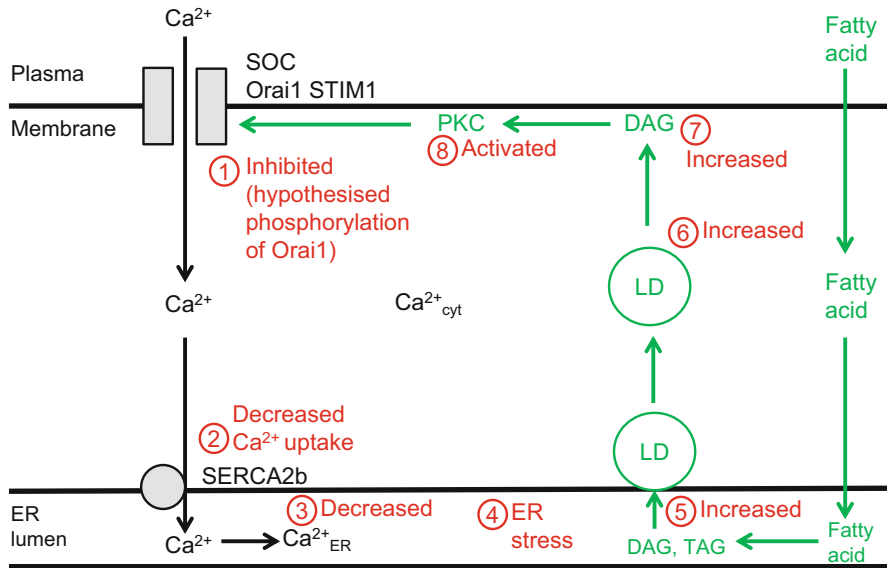 Ca²⁺
Fatty
acid
Plasma
Membrane
SOC
Orai1 STIM1
PKC
DAG
⑦
Increased
⑧ Activated
① Inhibited
(hypothesised
phosphorylation
of Orai1)
⑥ Increased
LD
Ca²⁺
Ca²⁺cyt
Fatty
acid
② Decreased
Ca²⁺ uptake
LD
SERCA2b
ER
lumen
③ Decreased
④ ER
stress
⑤ Increased
Ca²⁺
Ca²⁺ER
DAG, TAG
Fatty
acid